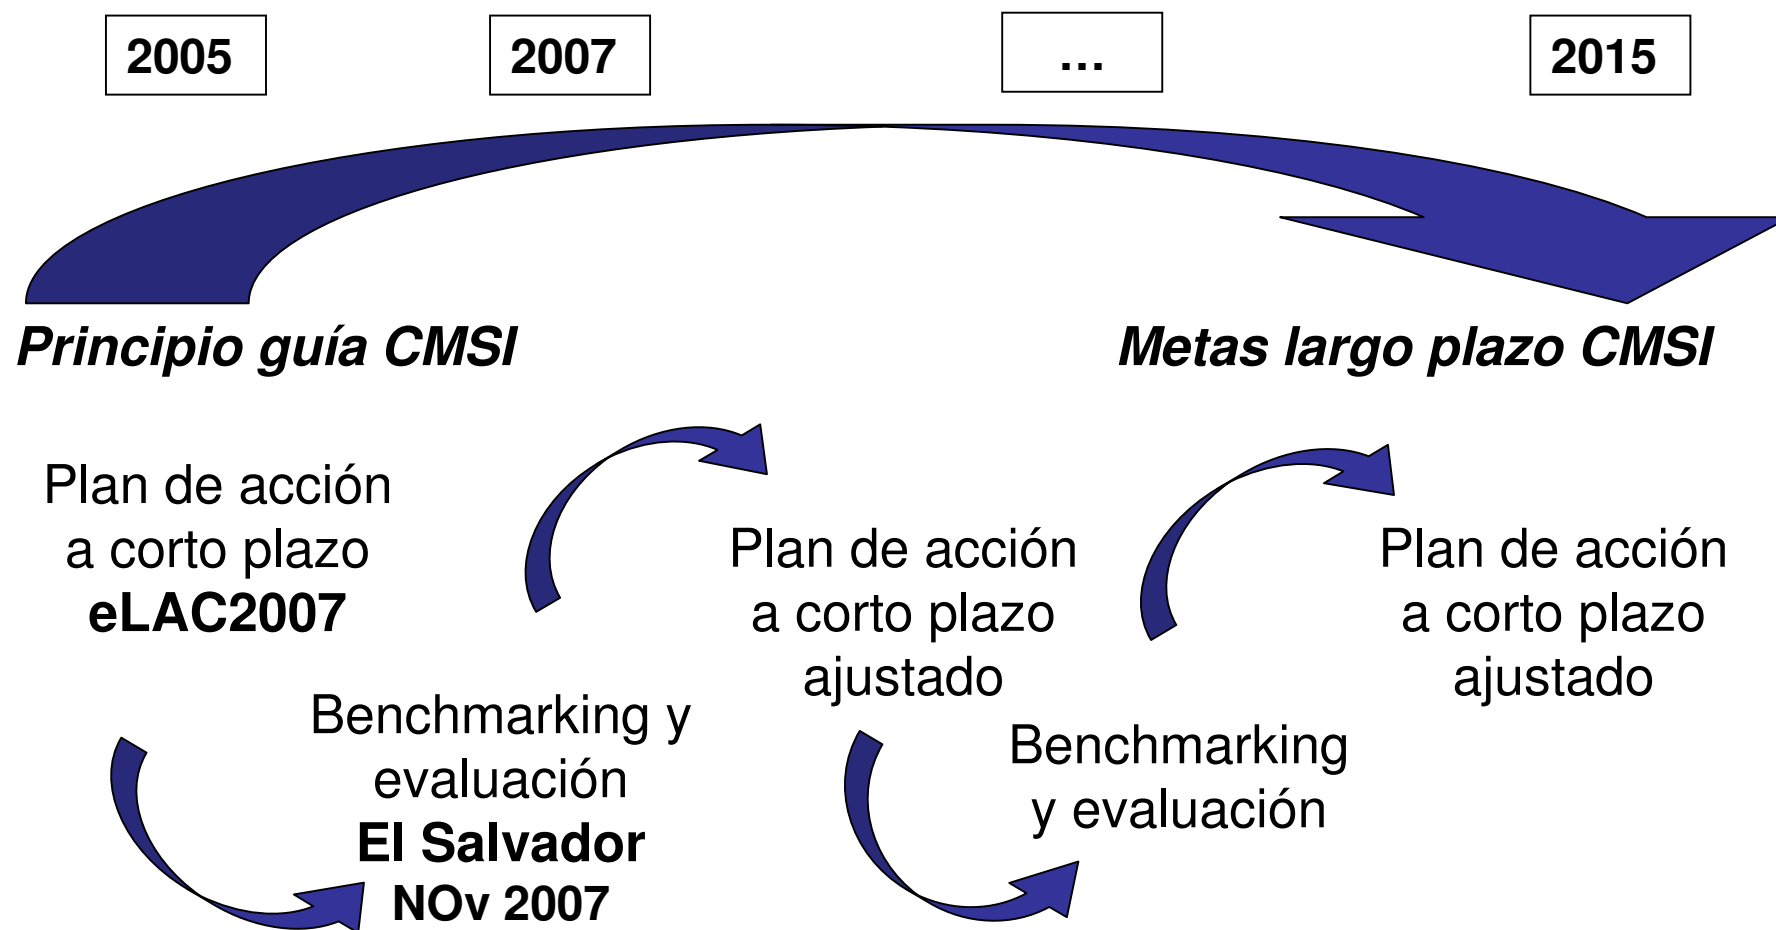 2005
2007
...
2015
Principio guía CMSI
Metas largo plazo CMSI
Plan de acción
a corto plazo
eLAC2007
Benchmarking y
evaluación
El Salvador
NOv 2007
Plan de acción
a corto plazo
ajustado
Benchmarking
y evaluación
Plan de acción
a corto plazo
ajustado